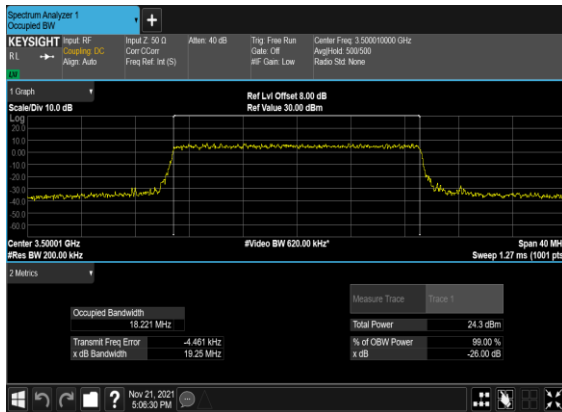 Spectrum Analyzer 1
Occupied BW
+
KEYSIGHT
RL
Input: RF
Coupling: DC
Align: Auto
Input Z: 50 Ω
Corr CCorr
Freq Ref: Int (S)
Atten: 40 dB
Trig: Free Run
Gate: Off
#IF Gain: Low
Center Freq: 3.500010000 GHz
Avg|Hold: 500/500
Radio Std: None
1 Graph
Scale/Div 10.0 dB
Ref Lvl Offset 8.00 dB
Ref Value 30.00 dBm
Log
20.0
10.0
0.00
-10.0
-20.0
-30.0
-40.0
-50.0
-60.0
Center 3.50001 GHz
#Res BW 200.00 kHz
#Video BW 620.00 kHz*
Span 40 MH
Sweep 1.27 ms (1001 pts
2 Metrics
Measure Trace
Trace 1
Occupied Bandwidth
18.221 MHz
Total Power
24.3 dBm
Transmit Freq Error
-4.461 kHz
% of OBW Power
99.00 %
x dB Bandwidth
19.25 MHz
x dB
-26.00 dB
?
Nov 21, 2021
5:06:30 PM